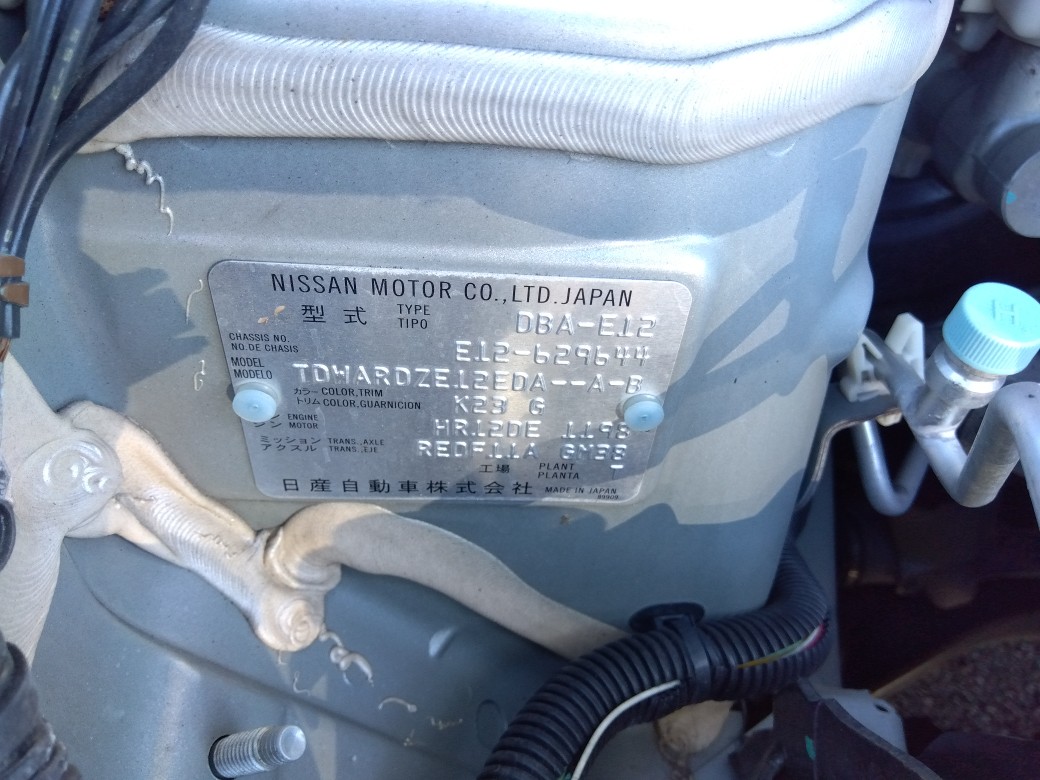 NISSAN MOTOR CO.,LTD.JAPAN
型式 TYPE TIPO DBA-E12
CHASSIS NO. NO.DE CHASIS E12-629644
MODEL MODELO TDWARDZE12EDA--A-B
カラー COLOR,TRIM
トリム COLOR,GUARNICION K23 G
ENGINE
ジン MOTOR HR12DE 1198
ミッション TRANS.,AXLE
アクスル TRANS.,EJE REDF11A GM38
工場 PLANT PLANTA
日産自動車株式会社 MADE IN JAPAN